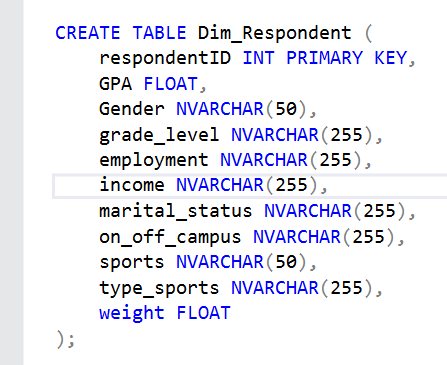 CREATE TABLE Dim_Respondent (
respondentID INT PRIMARY KEY,
GPA FLOAT,
Gender NVARCHAR(50),
grade_level NVARCHAR(255),
employment NVARCHAR(255),
income NVARCHAR(255),
marital_status NVARCHAR(255),
on_off_campus NVARCHAR(255),
sports NVARCHAR(50),
type_sports NVARCHAR(255),
weight FLOAT
);